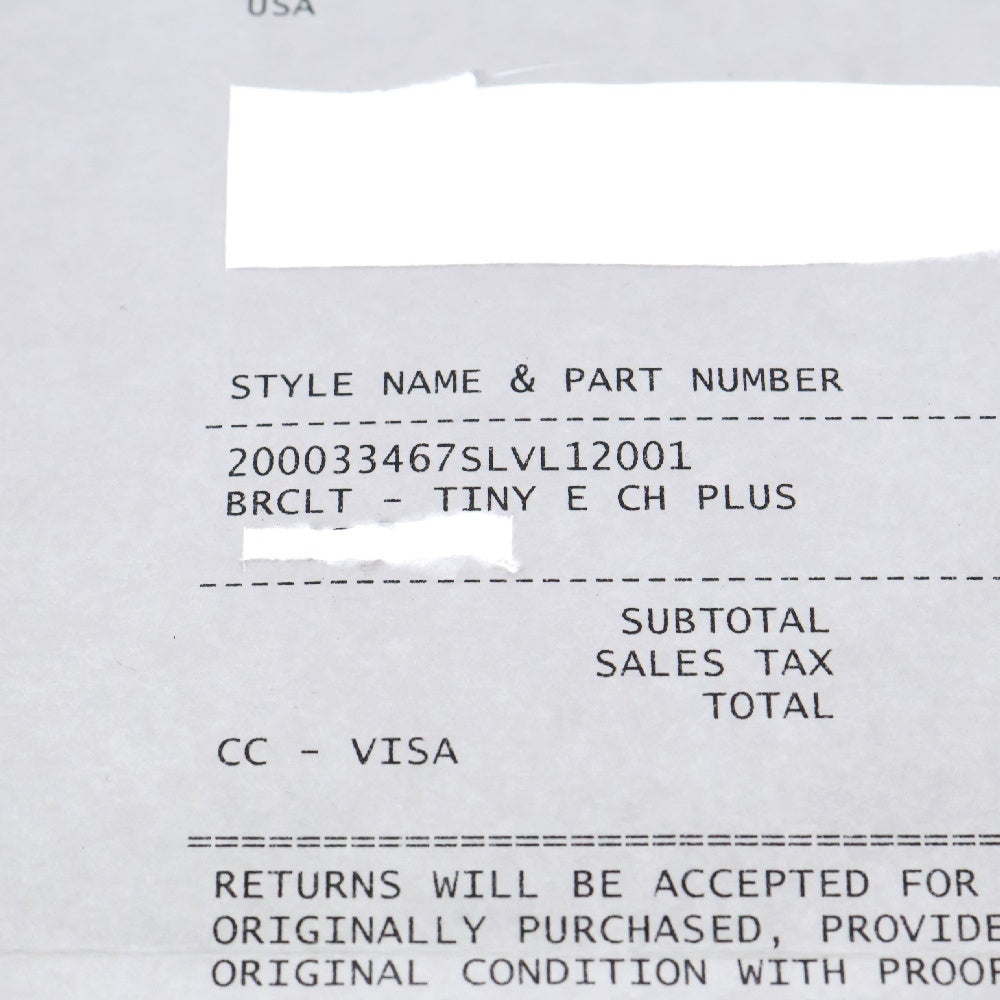 USA
STYLE NAME & PART NUMBER
--------------------------------------
200033467SLVL12001
BRCLT - TINY E CH PLUS
--------------------------------------
SUBTOTAL
SALES TAX
TOTAL
CC - VISA
===================================
RETURNS WILL BE ACCEPTED FOR
ORIGINALLY PURCHASED, PROVIDE
ORIGINAL CONDITION WITH PROOF